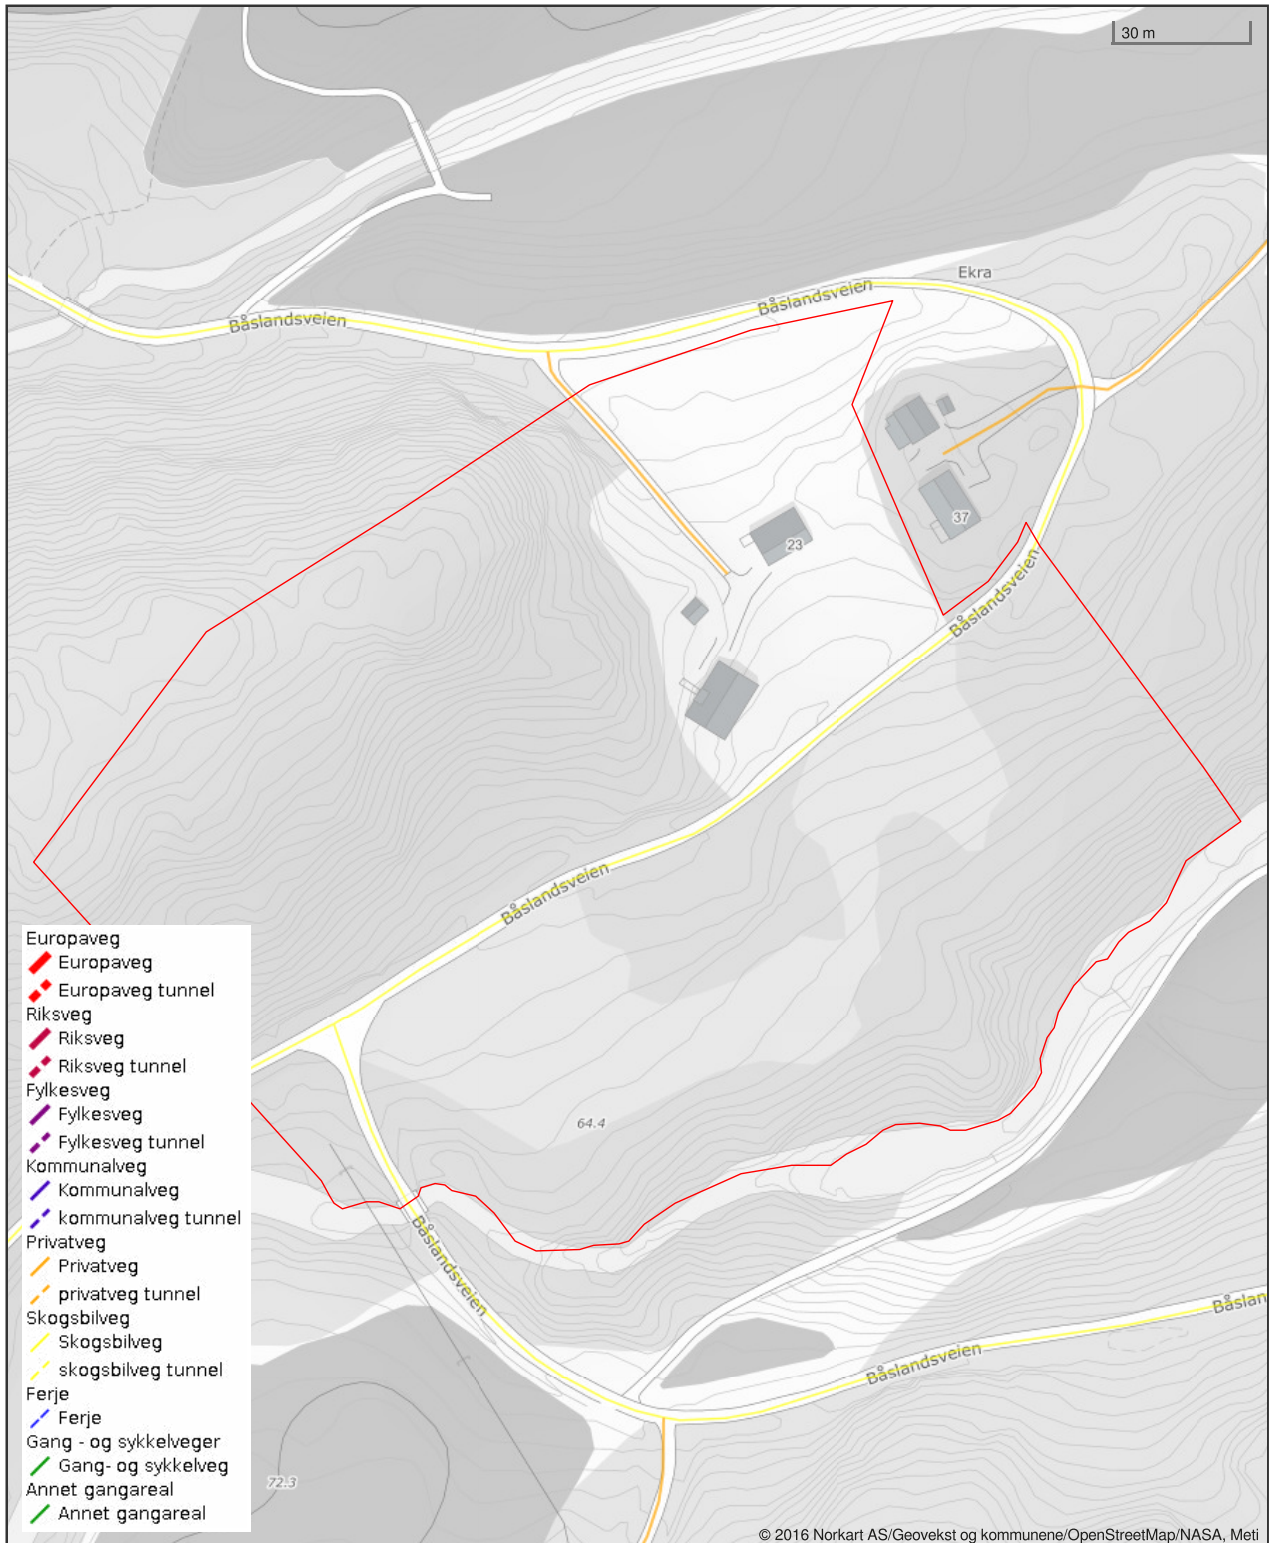 30 m
Ekra
Båslandsveien
Båslandsveien
37
23
Båslandsveien
Båslandsveien
Europaveg
Europaveg
Europaveg tunnel
Riksveg
Riksveg
Riksveg tunnel
Fylkesveg
Fylkesveg
Fylkesveg tunnel
Kommunalveg
Kommunalveg
kommunalveg tunnel
Privatveg
Privatveg
privatveg tunnel
Skogsbilveg
Skogsbilveg
skogsbilveg tunnel
Ferje
Ferje
Gang - og sykkelveger
Gang- og sykkelveg
Annet gangareal
Annet gangareal
64.4
Båslandsveien
Båslan
Båslandsveien
72.3
© 2016 Norkart AS/Geovekst og kommunene/OpenStreetMap/NASA, Meti